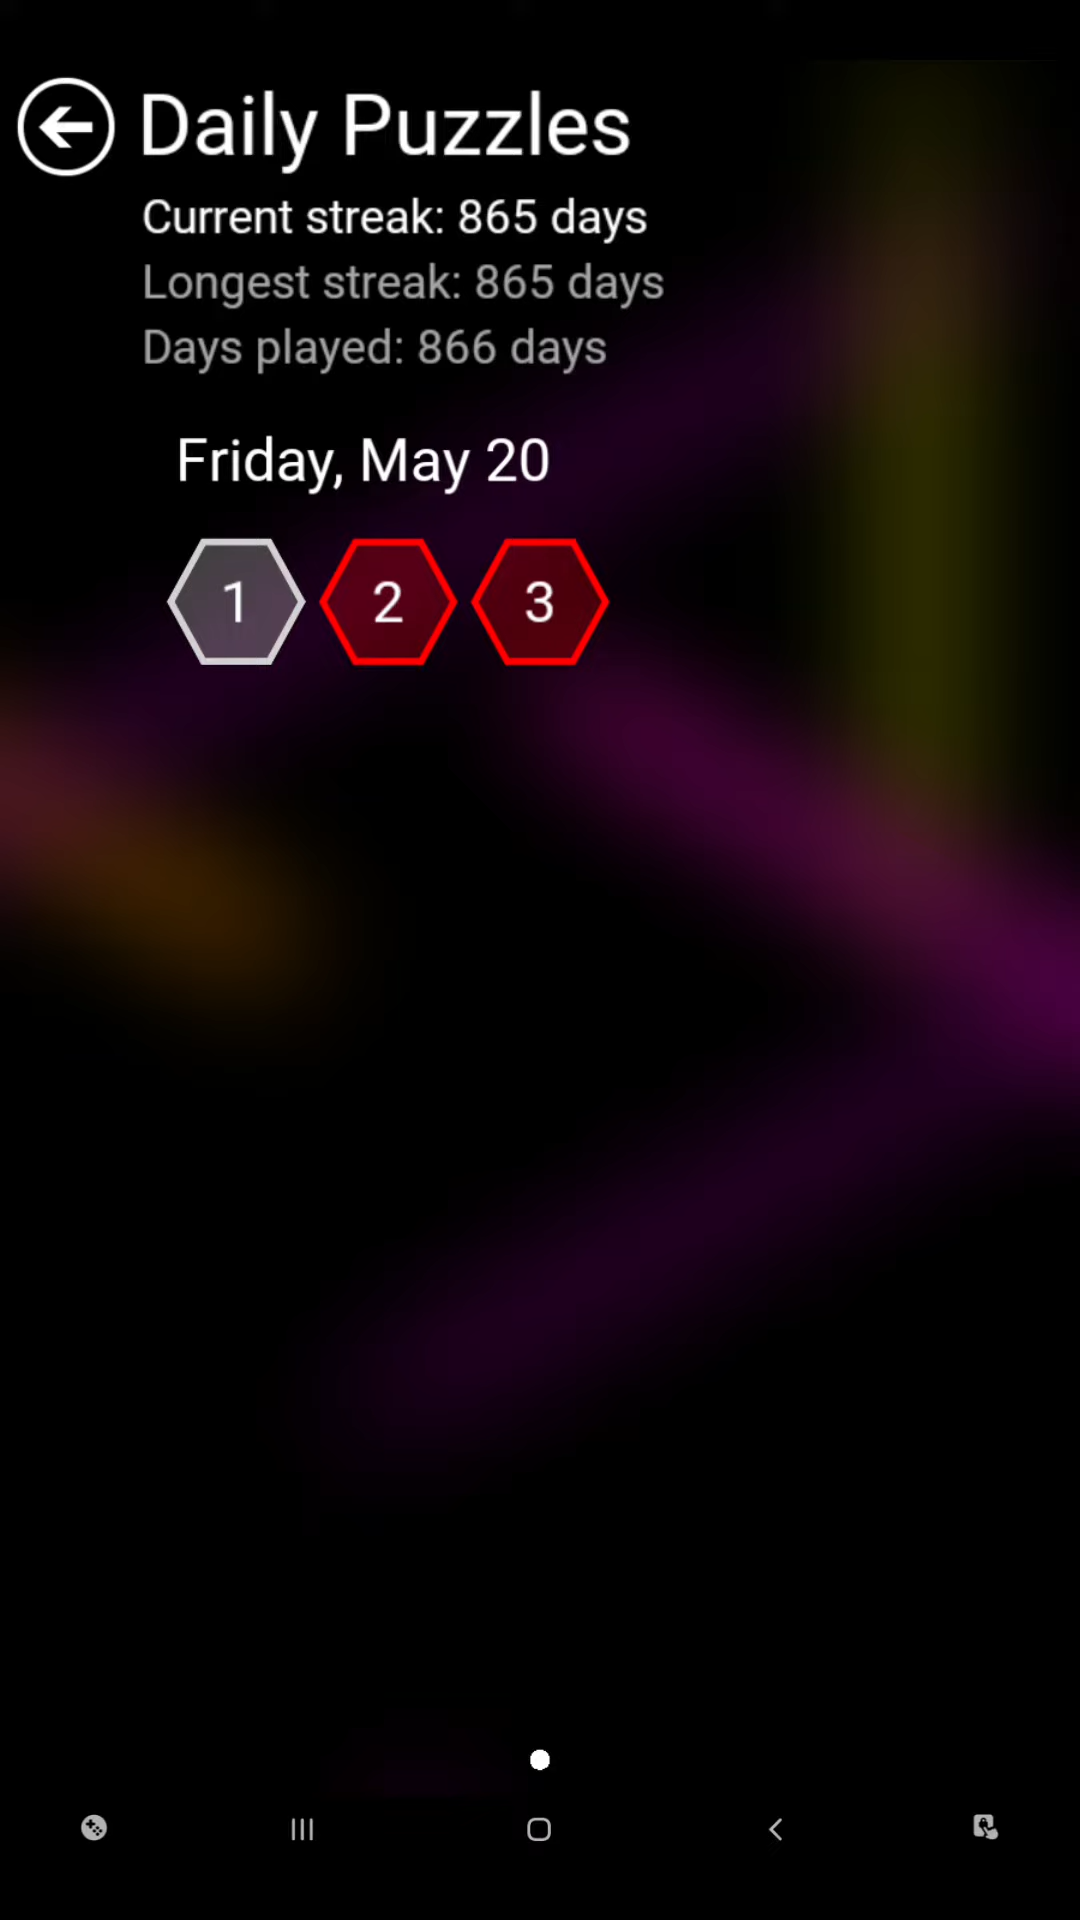 Daily Puzzles
Current streak: 865 days
Longest streak: 865 days
Days played: 866 days
Friday, May 20
1 2 3